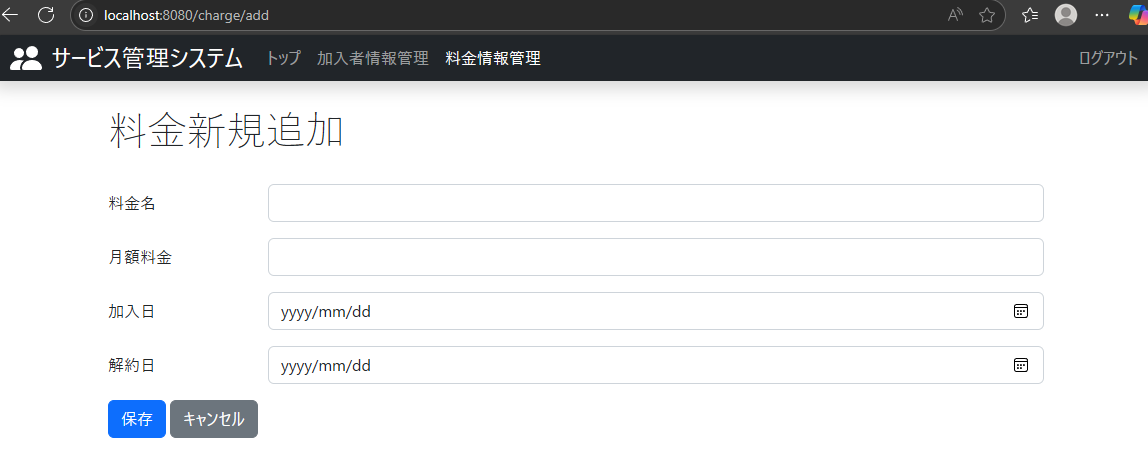 localhost:8080/charge/add
サービス管理システム トップ 加入者情報管理 料金情報管理 ログアウト
料金新規追加
料金名
月額料金
加入日 yyyy/mm/dd
解約日 yyyy/mm/dd
保存 キャンセル